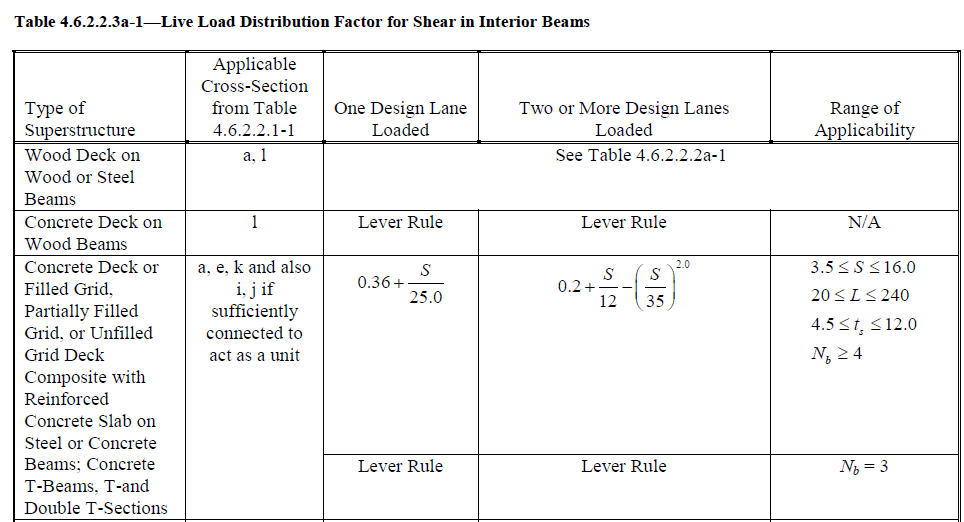 Table 4.6.2.2.3a-1—Live Load Distribution Factor for Shear in Interior Beams
Type of
Superstructure
Applicable
Cross-Section
from Table
4.6.2.2.1-1
One Design Lane
Loaded
Two or More Design Lanes
Loaded
Range of
Applicability
Wood Deck on
Wood or Steel
Beams
a, l
See Table 4.6.2.2.2a-1
Concrete Deck on
Wood Beams
l
Lever Rule
Lever Rule
N/A
Concrete Deck or
Filled Grid,
Partially Filled
Grid, or Unfilled
Grid Deck
Composite with
Reinforced
Concrete Slab on
Steel or Concrete
Beams; Concrete
T-Beams, T-and
Double T-Sections
a, e, k and also
i, j if
sufficiently
connected to
act as a unit
0.36 + S/25.0
0.2 + S/12 − (S/35)^2.0
3.5 ≤ S ≤ 16.0
20 ≤ L ≤ 240
4.5 ≤ t_s ≤ 12.0
N_b ≥ 4
Lever Rule
Lever Rule
N_b = 3